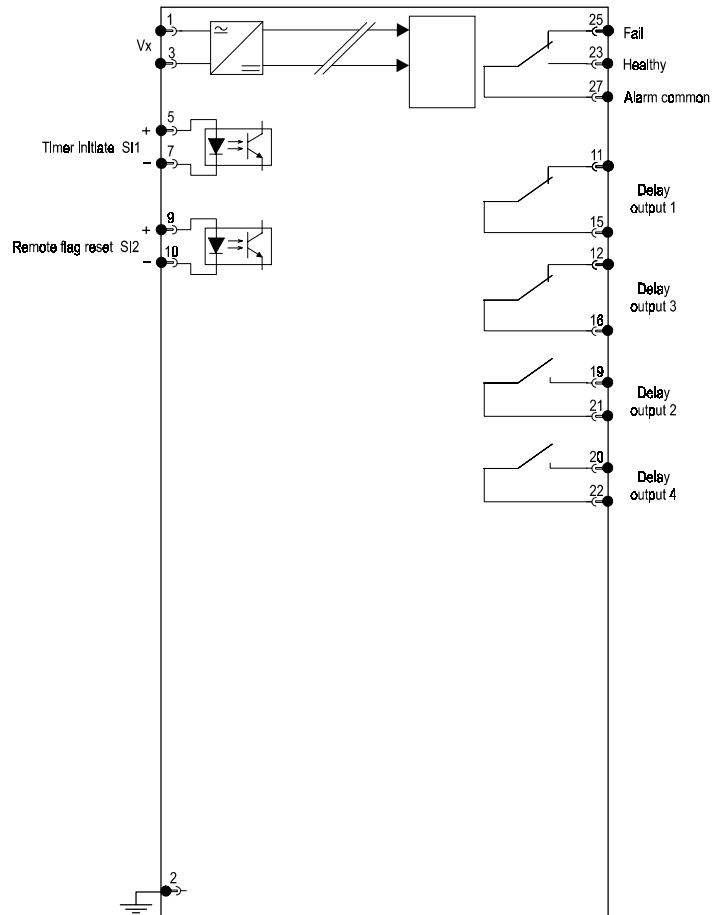 1
Vx
3
5
+
Timer initiate SI1
7
–
9
+
Remote flag reset SI2
10
–
25
Fail
23
Healthy
27
Alarm common
11
Delay
output 1
15
12
Delay
output 3
16
19
Delay
output 2
21
20
Delay
output 4
22
2